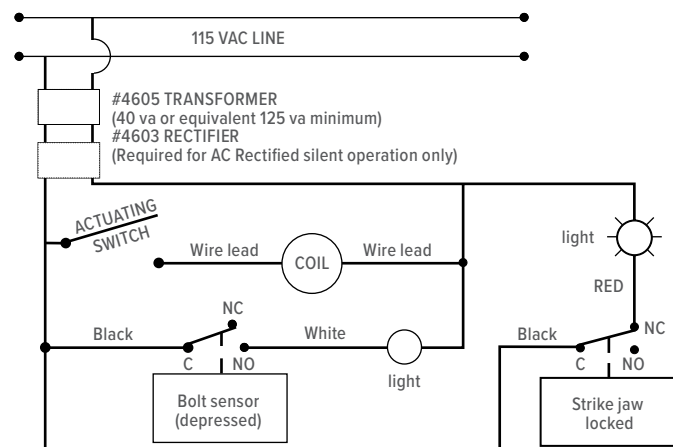 115 VAC LINE
#4605 TRANSFORMER
(40 va or equivalent 125 va minimum)
#4603 RECTIFIER
(Required for AC Rectified silent operation only)
ACTUATING
SWITCH
Wire lead
COIL
Wire lead
light
RED
NC
Black
White
C
NO
light
Black
NC
C
NO
Bolt sensor
(depressed)
Strike jaw
locked